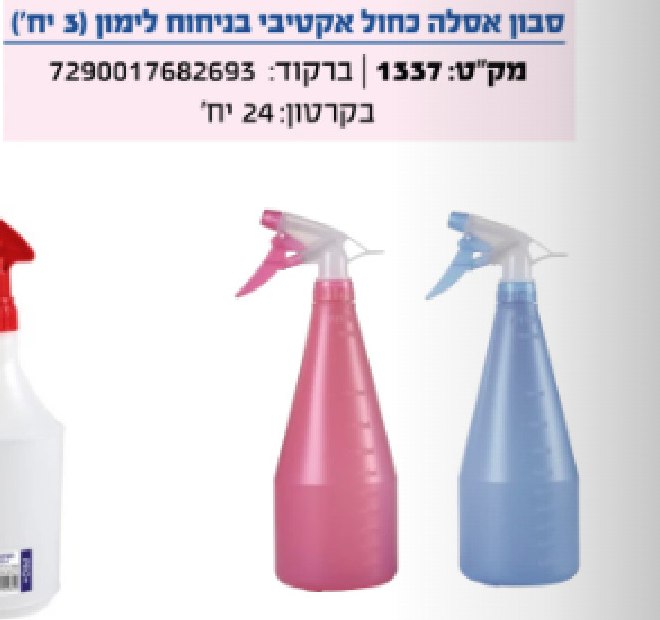 סבון אסלה כחול אקטיבי בניחוח לימון (3 יח')
מק"ט: 1337 | ברקוד: 7290017682693
בקרטון: 24 יח'